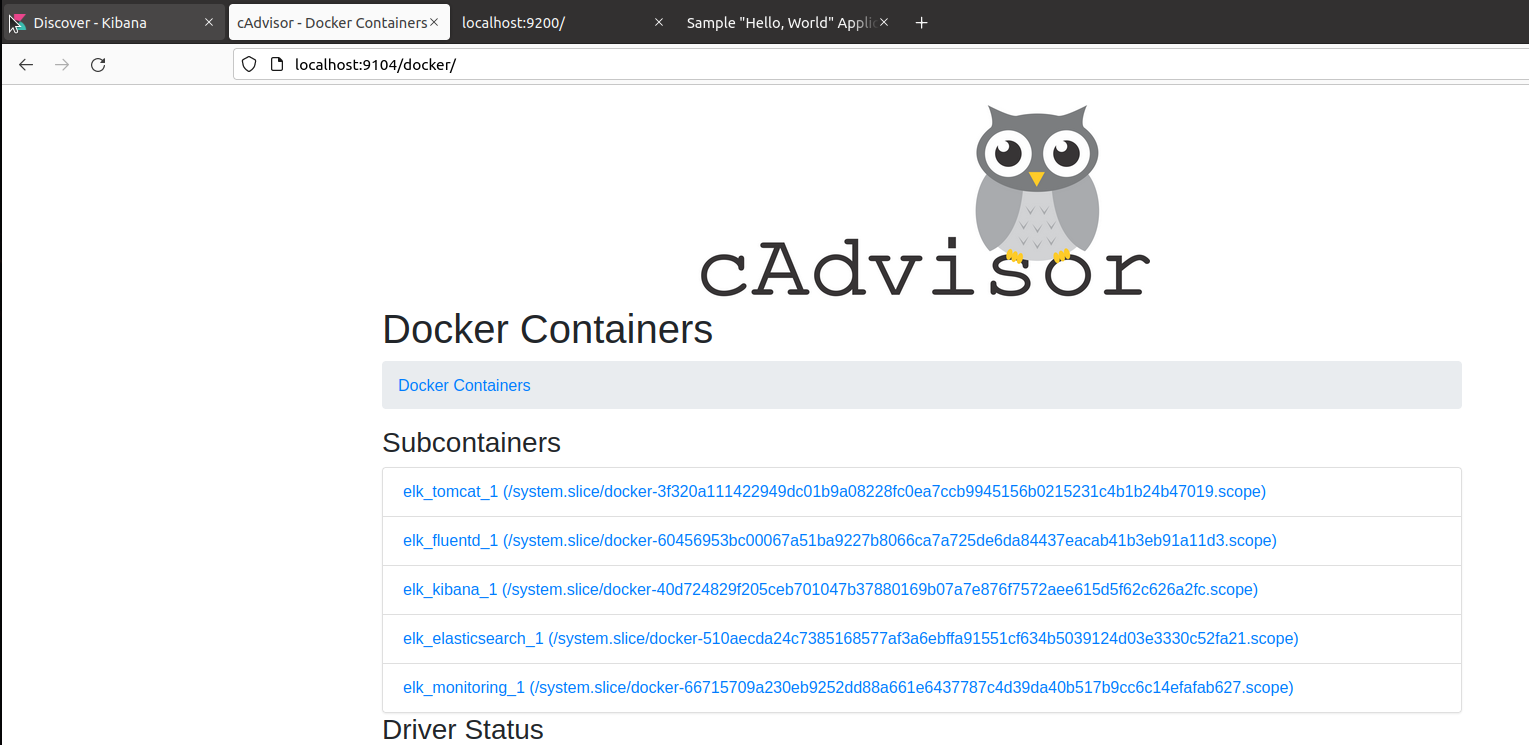 Discover - Kibana
cAdvisor - Docker Containers
localhost:9200/
Sample "Hello, World" Applic
localhost:9104/docker/
cAdvisor
Docker Containers
Docker Containers
Subcontainers
elk_tomcat_1 (/system.slice/docker-3f320a111422949dc01b9a08228fc0ea7ccb9945156b0215231c4b1b24b47019.scope)
elk_fluentd_1 (/system.slice/docker-60456953bc00067a51ba9227b8066ca7a725de6da84437eacab41b3eb91a11d3.scope)
elk_kibana_1 (/system.slice/docker-40d724829f205ceb701047b37880169b07a7e876f7572aee615d5f62c626a2fc.scope)
elk_elasticsearch_1 (/system.slice/docker-510aecda24c7385168577af3a6ebffa91551cf634b5039124d03e3330c52fa21.scope)
elk_monitoring_1 (/system.slice/docker-66715709a230eb9252dd88a661e6437787c4d39da40b517b9cc6c14efafab627.scope)
Driver Status